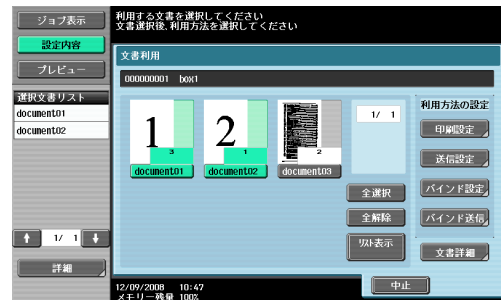 ジョブ表示
設定内容
プレビュー
選択文書リスト
document01
document02
1/ 1
詳細
利用する文書を選択してください
文書選択後、利用方法を選択してください
文書利用
000000001 box1
1
3
document01
2
1
document02
2
document03
1/ 1
全選択
全解除
リスト表示
利用方法の設定
印刷設定
送信設定
バインド設定
バインド送信
文書詳細
12/09/2008 10:47
メモリー残量 100%
中止